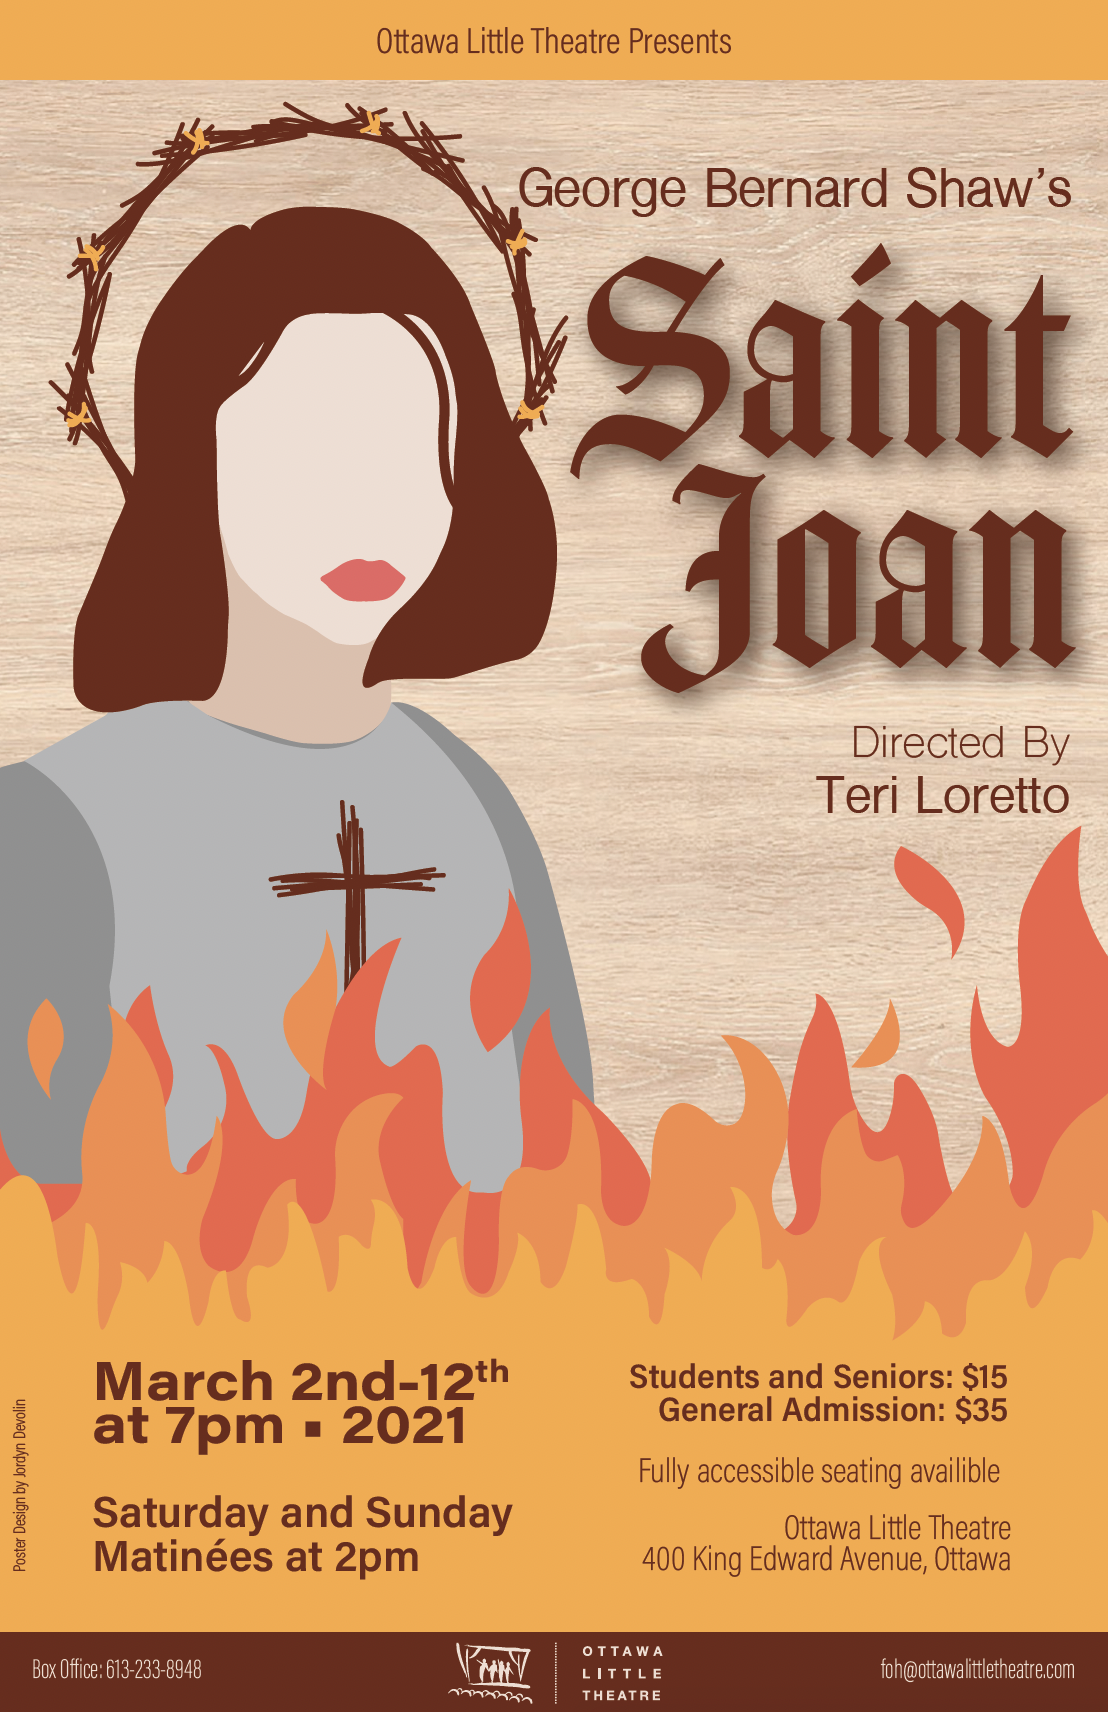 Ottawa Little Theatre Presents
George Bernard Shaw's
Saint
Joan
Directed By
Teri Loretto
March 2nd-12th
at 7pm ▪ 2021
Saturday and Sunday
Matinées at 2pm
Students and Seniors: $15
General Admission: $35
Fully accessible seating availible
Ottawa Little Theatre
400 King Edward Avenue, Ottawa
Poster Design by Jordyn Devolin
Box Office: 613-233-8948
OTTAWA
LITTLE
THEATRE
foh@ottawalittletheatre.com